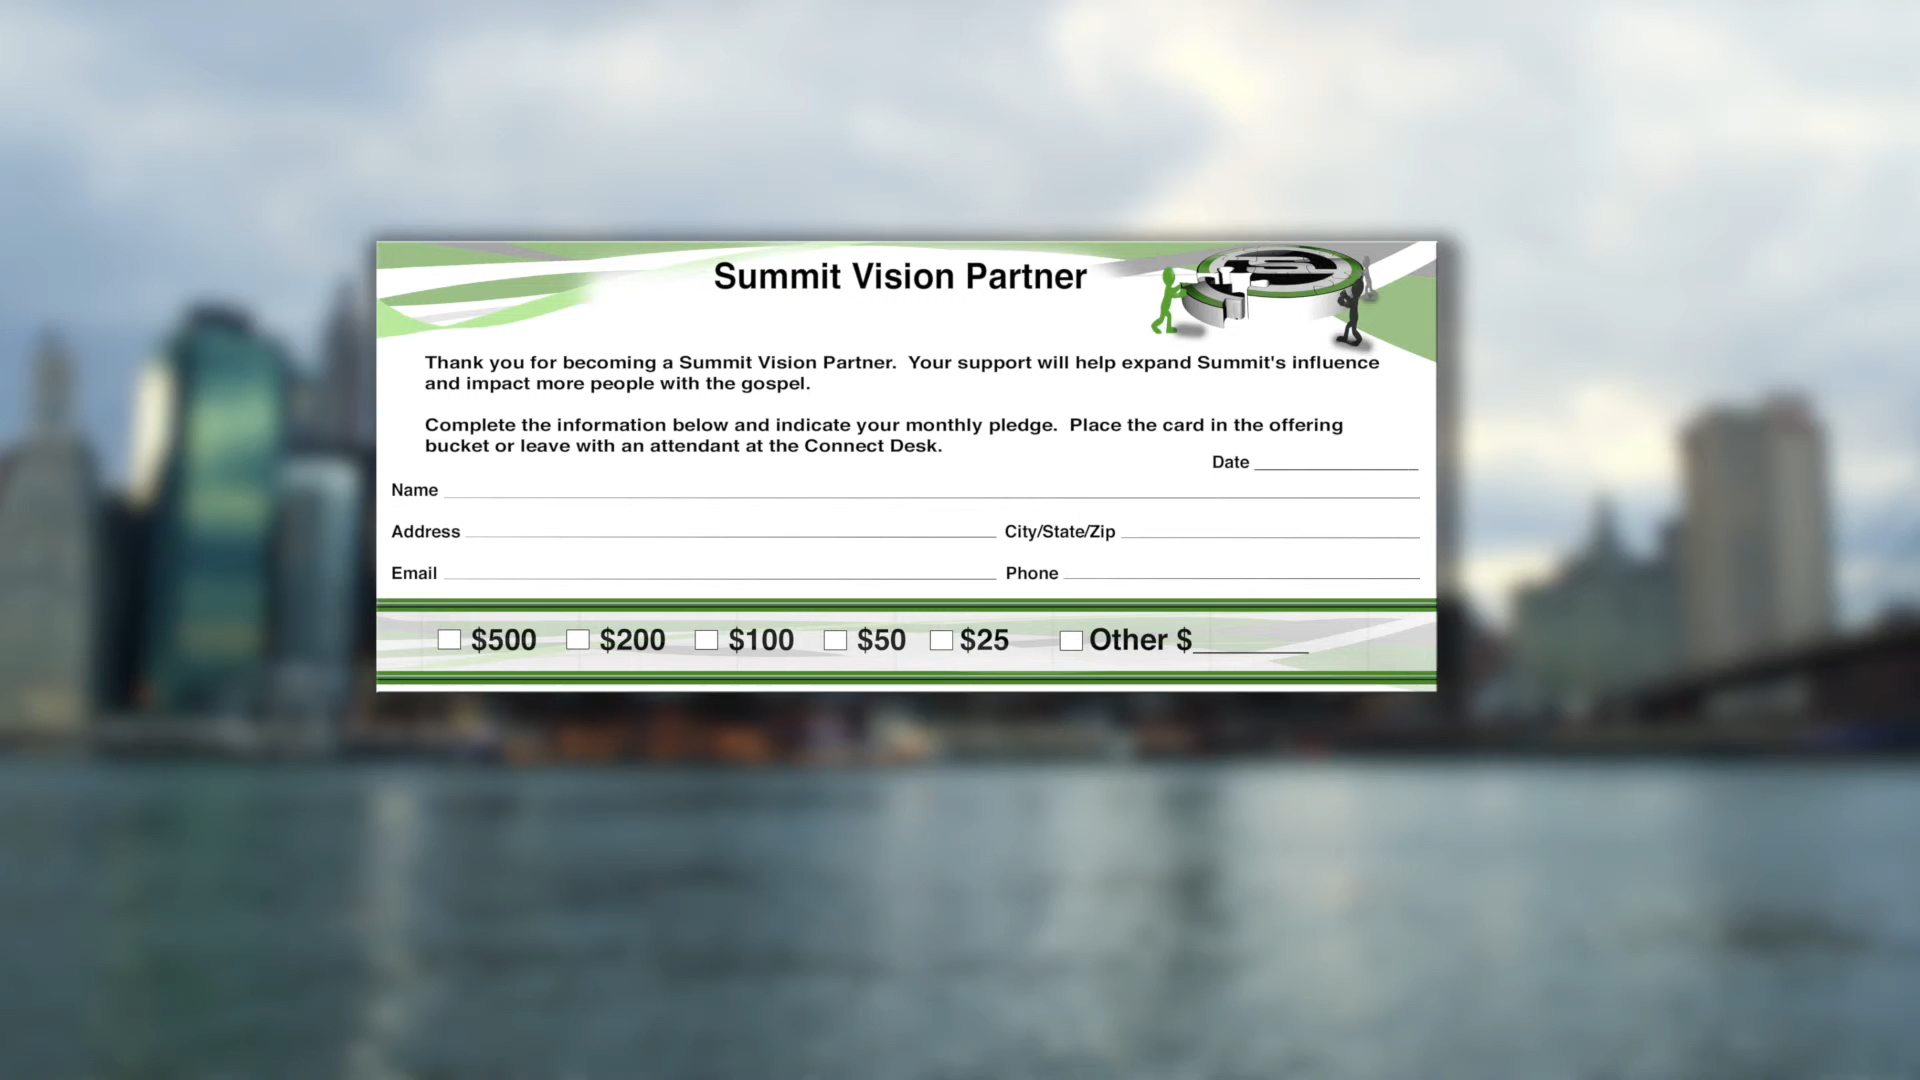 Summit Vision Partner
Thank you for becoming a Summit Vision Partner. Your support will help expand Summit's influence
and impact more people with the gospel.
Complete the information below and indicate your monthly pledge. Place the card in the offering
bucket or leave with an attendant at the Connect Desk.
Date ____________
Name
Address City/State/Zip
Email Phone
$500 $200 $100 $50 $25 Other $_______